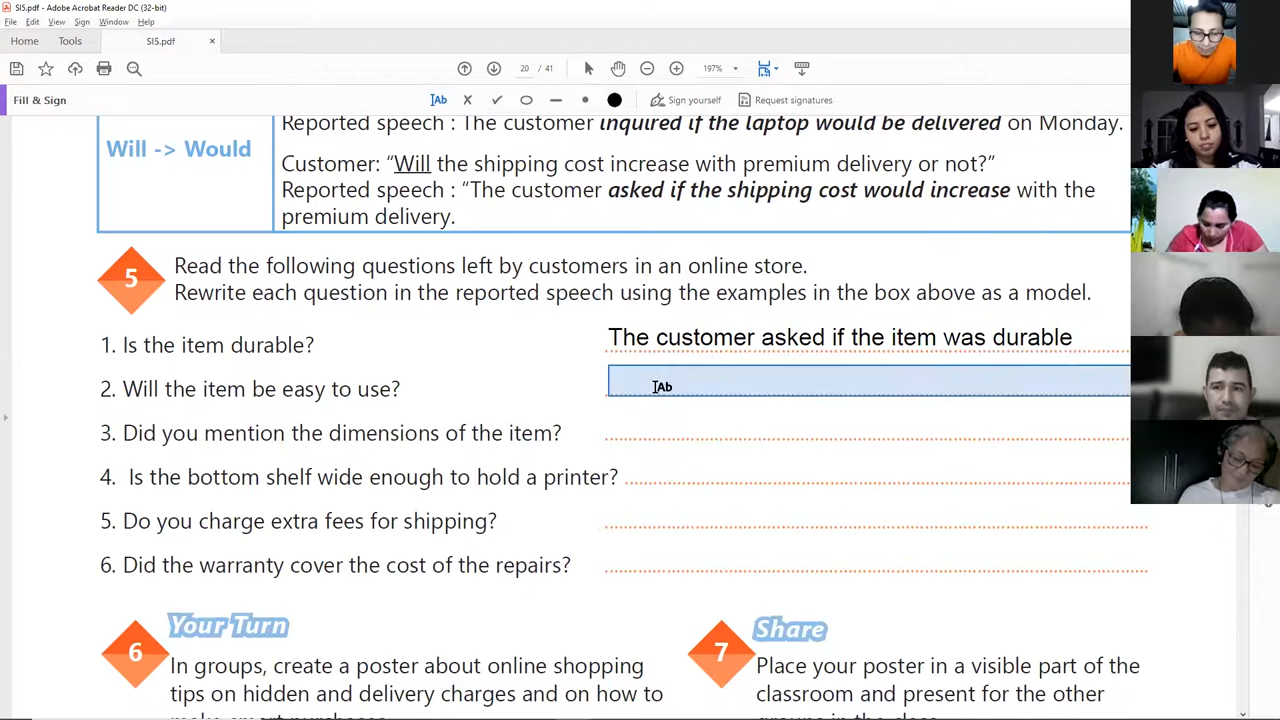 SI5.pdf - Adobe Acrobat Reader DC (32-bit)
File Edit View Sign Window Help
Home Tools SI5.pdf ×
20 / 41 197%
Fill & Sign IAb Sign yourself Request signatures
Reported speech : The customer inquired if the laptop would be delivered on Monday.
Will -> Would
Customer: “Will the shipping cost increase with premium delivery or not?”
Reported speech : “The customer asked if the shipping cost would increase with the
premium delivery.
5
Read the following questions left by customers in an online store.
Rewrite each question in the reported speech using the examples in the box above as a model.
1. Is the item durable? The customer asked if the item was durable
2. Will the item be easy to use? Ab
3. Did you mention the dimensions of the item?
4. Is the bottom shelf wide enough to hold a printer?
5. Do you charge extra fees for shipping?
6. Did the warranty cover the cost of the repairs?
6
Your Turn
In groups, create a poster about online shopping
tips on hidden and delivery charges and on how to
7
Share
Place your poster in a visible part of the
classroom and present for the other